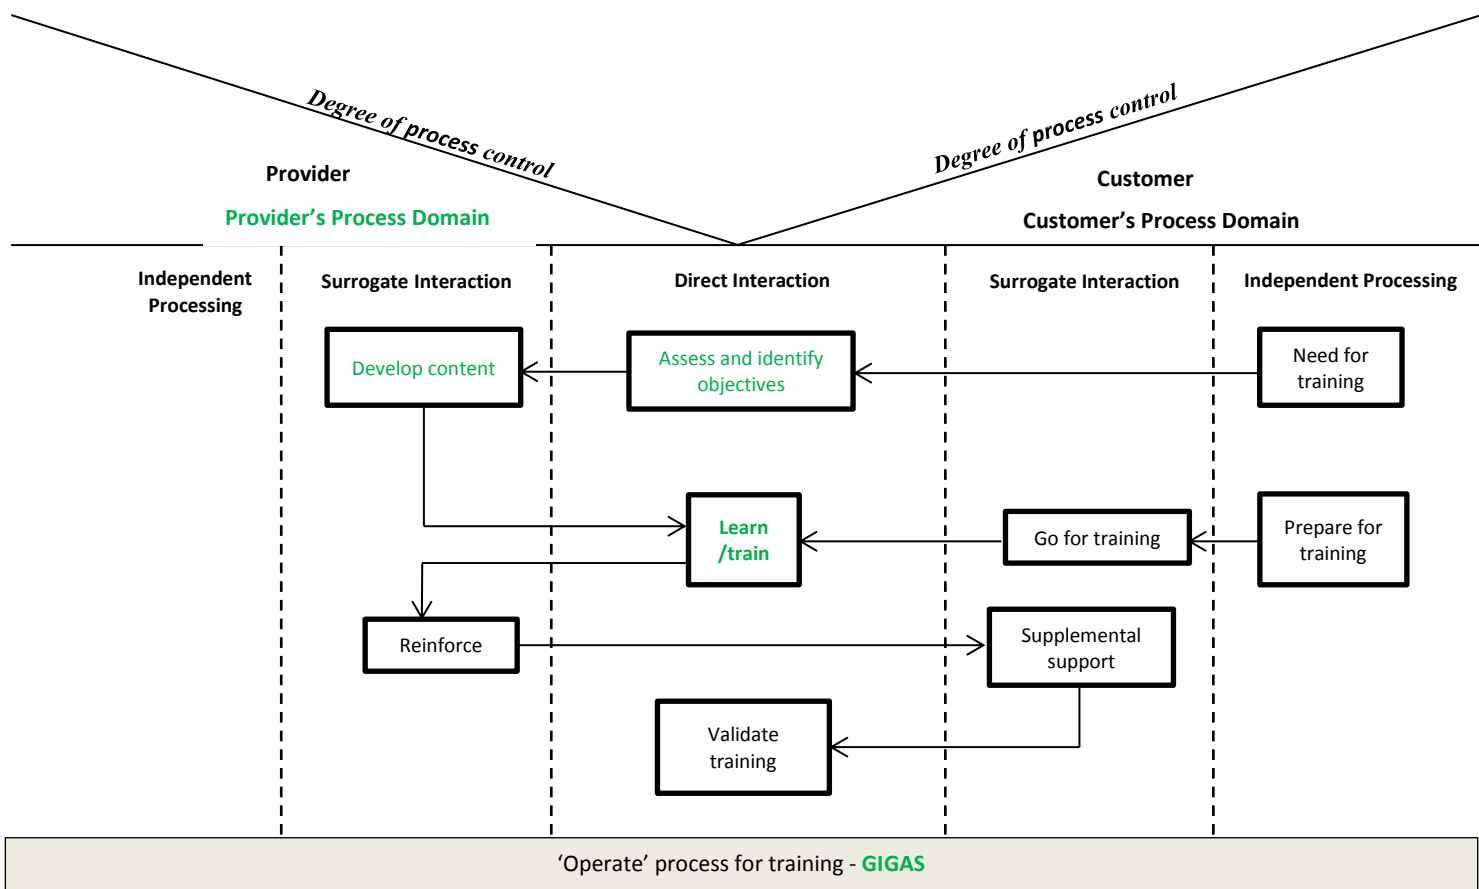 Degree of process control
Degree of process control
Provider
Provider’s Process Domain
Customer
Customer’s Process Domain
Independent
Processing
Surrogate Interaction
Direct Interaction
Surrogate Interaction
Independent Processing
Develop content
Assess and identify
objectives
Need for
training
Learn
/train
Go for training
Prepare for
training
Reinforce
Supplemental
support
Validate
training
‘Operate’ process for training - GIGAS